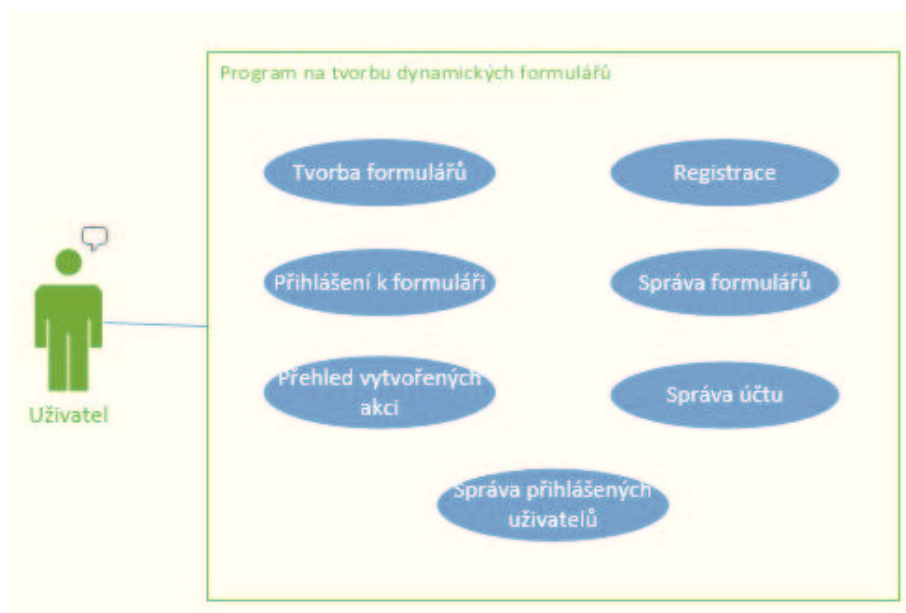 Program na tvorbu dynamických formulářů
Tvorba formulářů
Registrace
Přihlášení k formuláři
Správa formulářů
Přehled vytvořených
akci
Správa účtu
Správa přihlášených
uživatelů
Uživatel